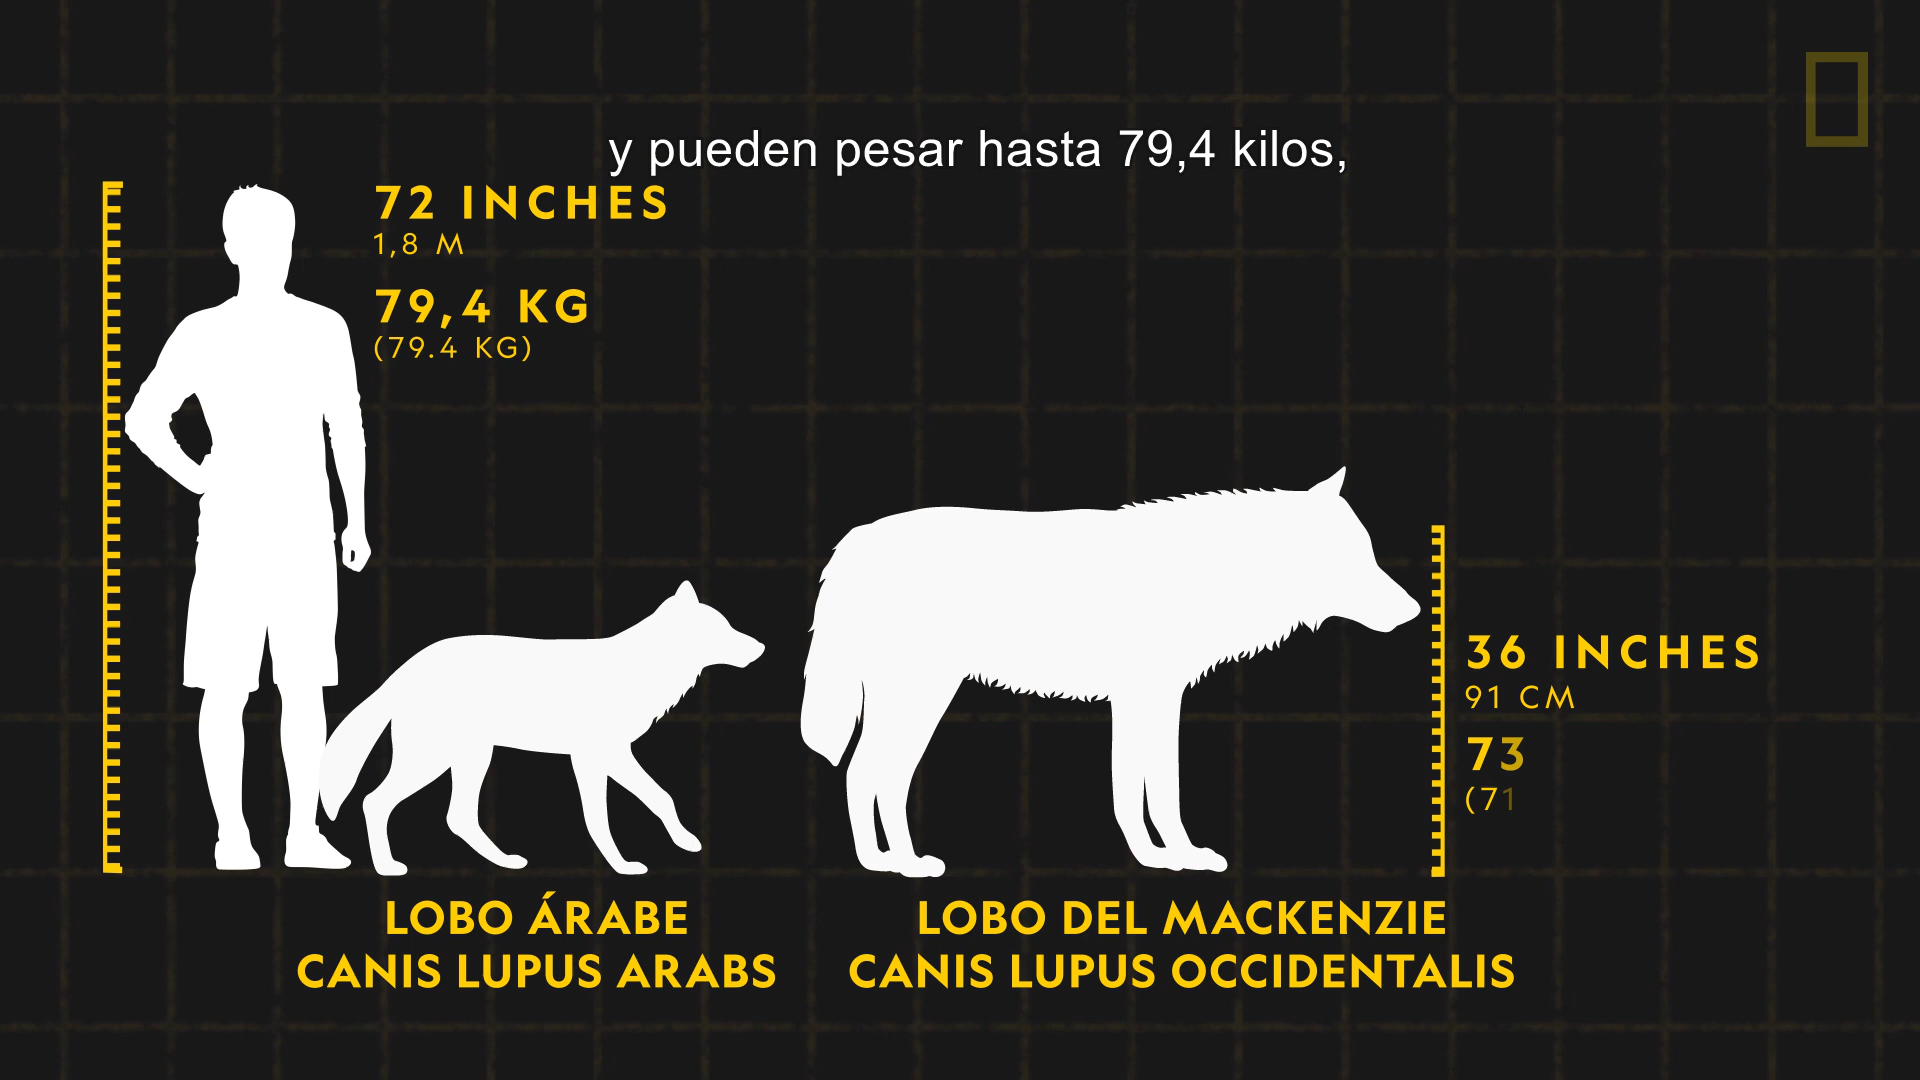 y pueden pesar hasta 79,4 kilos,
72 INCHES
1,8 M
79,4 KG
(79.4 KG)
36 INCHES
91 CM
73
(71
LOBO ÁRABE
CANIS LUPUS ARABS
LOBO DEL MACKENZIE
CANIS LUPUS OCCIDENTALIS